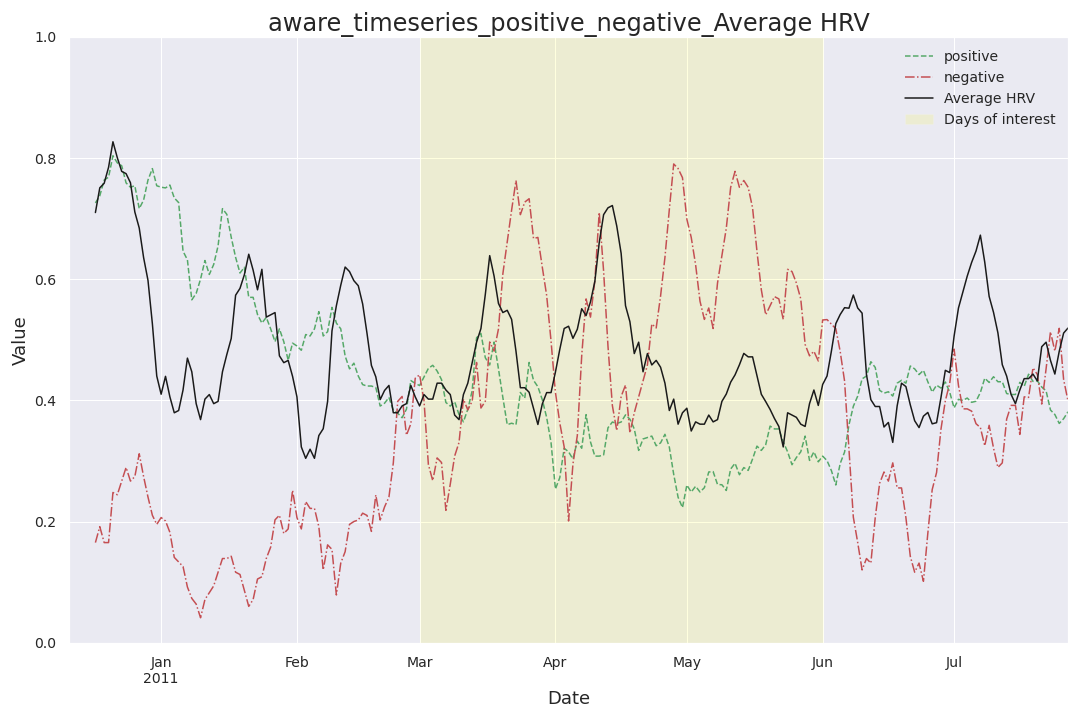 aware_timeseries_positive_negative_Average HRV
1.0
0.8
0.6
0.4
0.2
0.0
Value
positive
negative
Average HRV
Days of interest
Jan
2011
Feb
Mar
Apr
May
Jun
Jul
Date